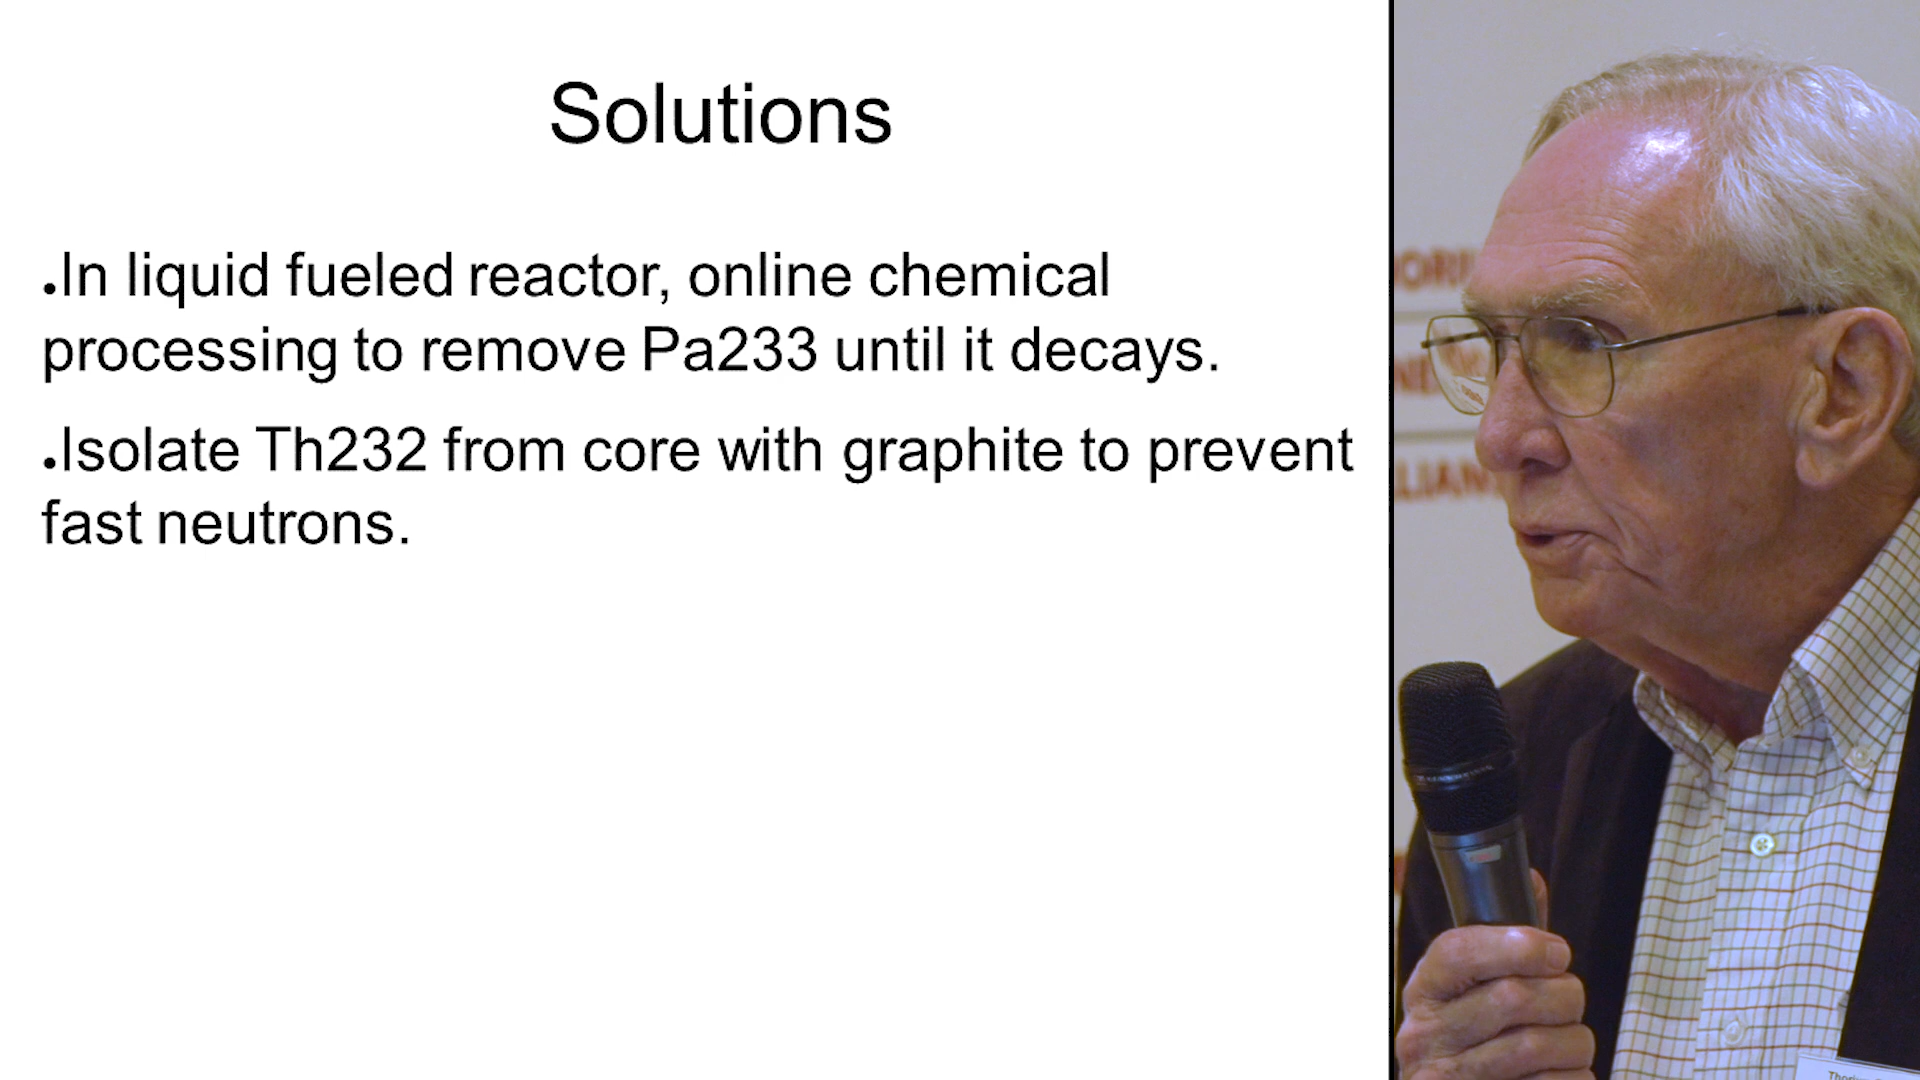 Solutions
•In liquid fueled reactor, online chemical
processing to remove Pa233 until it decays.
•Isolate Th232 from core with graphite to prevent
fast neutrons.